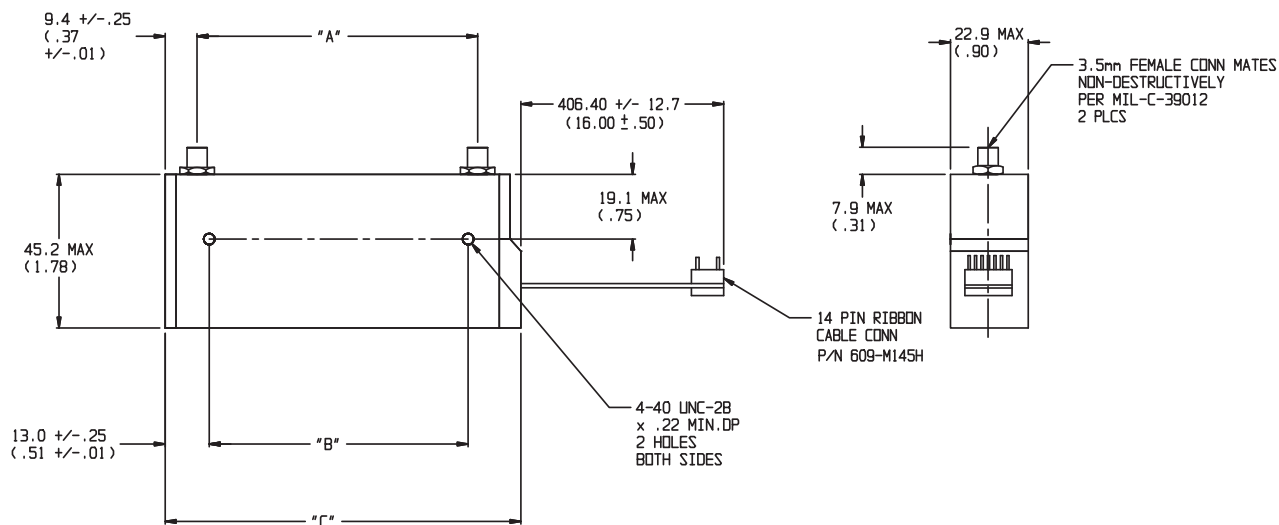 9.4 +/-.25
(.37
+/-.01)
"A"
22.9 MAX
(.90)
3.5mm FEMALE CONN MATES
NON-DESTRUCTIVELY
PER MIL-C-39012
2 PLCS
406.40 +/- 12.7
(16.00 ± .50)
19.1 MAX
(.75)
7.9 MAX
(.31)
45.2 MAX
(1.78)
14 PIN RIBBON
CABLE CONN
P/N 609-M145H
4-40 UNC-2B
x .22 MIN.DP
2 HOLES
BOTH SIDES
13.0 +/-.25
(.51 +/-.01)
"B"
"C"